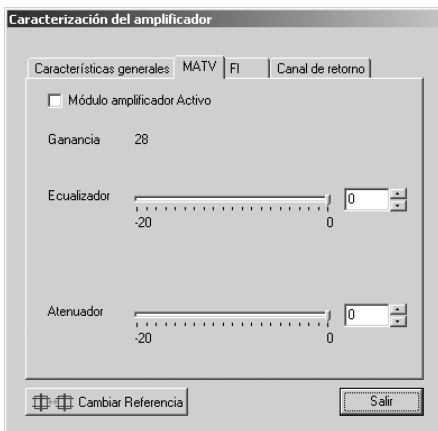 Caracterización del amplificador
Características generales MATV FI Canal de retorno
Módulo amplificador Activo
Ganancia 28
Ecualizador 0
-20 0
Atenuador 0
-20 0
Cambiar Referencia Salir